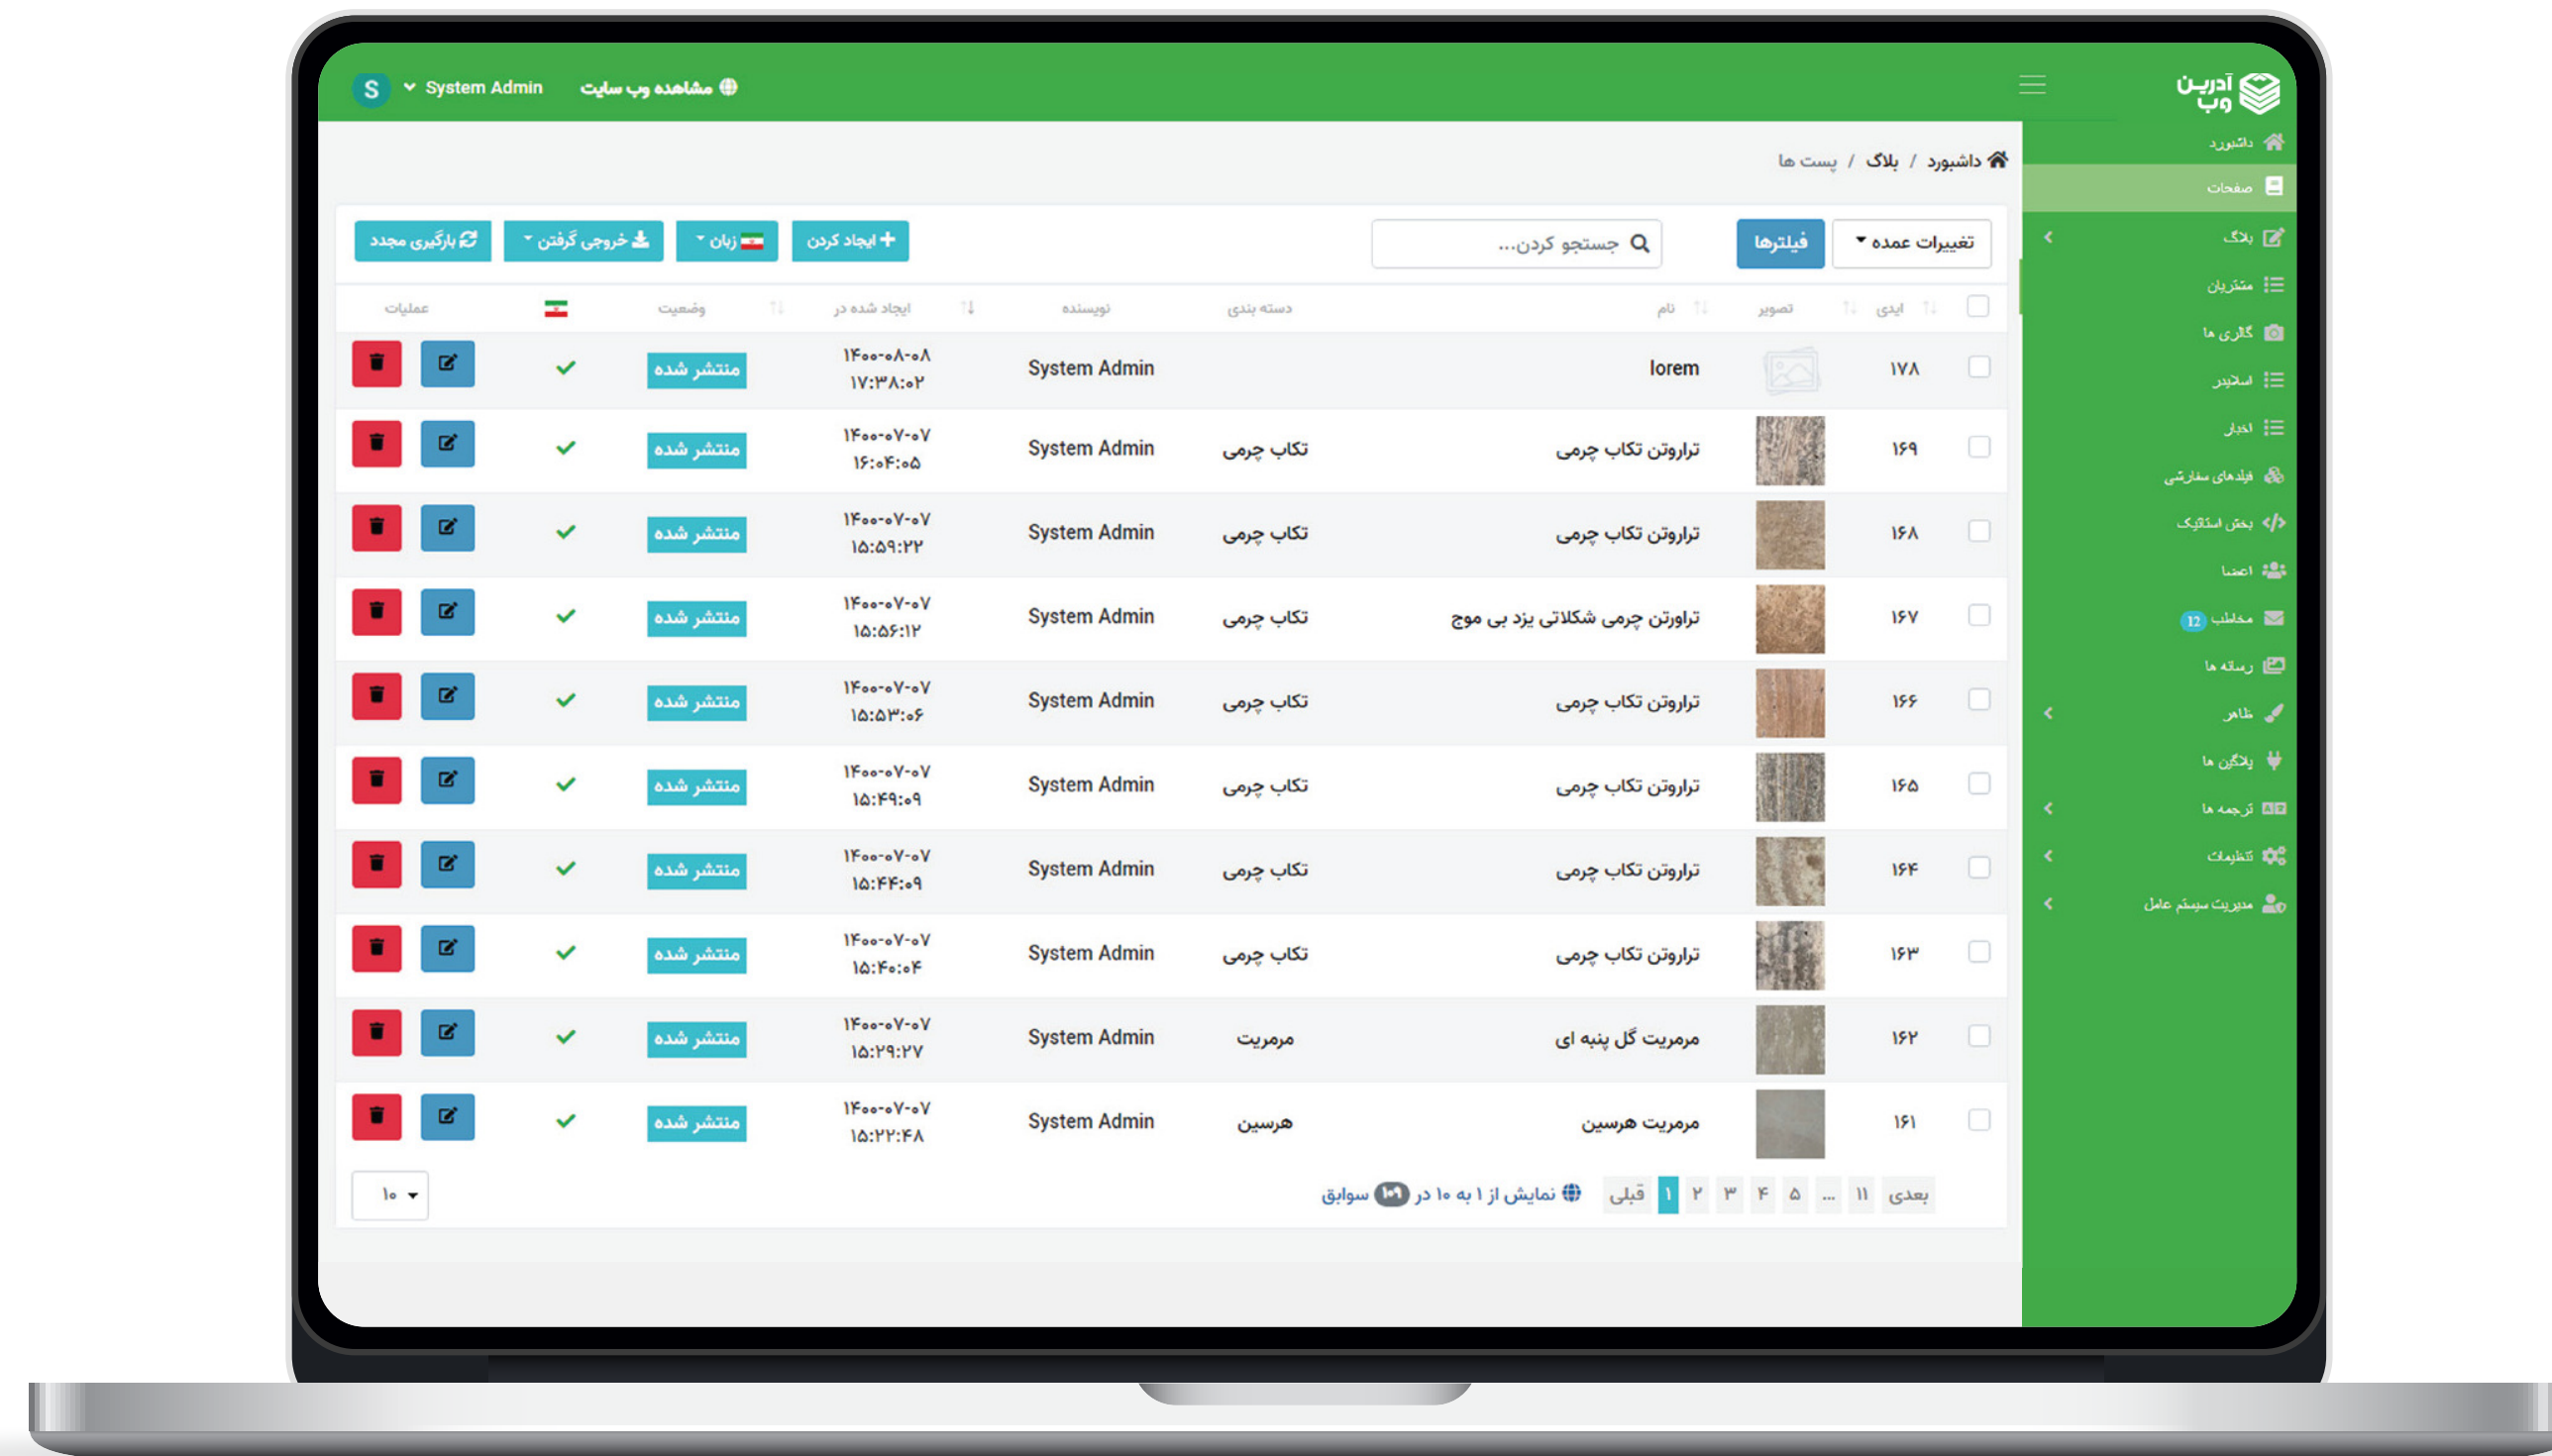 آدرین
وب
مشاهده وب سایت
System Admin
S
داشبورد
صفحات
بلاگ
مشتریان
گالری ها
اسلایدر
اخبار
فیلدهای سفارشی
بخش استاتیک
اعضا
مخاطب 12
رسانه ها
ظاهر
پلاگین ها
ترجمه ها
تنظیمات
مدیریت سیستم عامل
داشبورد / بلاگ / پست ها
تغییرات عمده فیلترها جستجو کردن... ایجاد کردن زبان خروجی گرفتن بارگیری مجدد
ایدی تصویر نام دسته بندی نویسنده ایجاد شده در وضعیت عملیات
۱۷۸ lorem System Admin ۱۴۰۰-۰۸-۰۸ منتشر شده
۱۷:۳۸:۰۲
۱۶۹ تراروتن تکاب چرمی تکاب چرمی System Admin ۱۴۰۰-۰۷-۰۷ منتشر شده
۱۶:۰۴:۰۵
۱۶۸ تراروتن تکاب چرمی تکاب چرمی System Admin ۱۴۰۰-۰۷-۰۷ منتشر شده
۱۵:۵۹:۲۲
۱۶۷ تراورتن چرمی شکلاتی یزد بی موج تکاب چرمی System Admin ۱۴۰۰-۰۷-۰۷ منتشر شده
۱۵:۵۶:۱۲
۱۶۶ تراروتن تکاب چرمی تکاب چرمی System Admin ۱۴۰۰-۰۷-۰۷ منتشر شده
۱۵:۵۳:۰۶
۱۶۵ تراروتن تکاب چرمی تکاب چرمی System Admin ۱۴۰۰-۰۷-۰۷ منتشر شده
۱۵:۴۹:۰۹
۱۶۴ تراروتن تکاب چرمی تکاب چرمی System Admin ۱۴۰۰-۰۷-۰۷ منتشر شده
۱۵:۴۴:۰۹
۱۶۳ تراروتن تکاب چرمی تکاب چرمی System Admin ۱۴۰۰-۰۷-۰۷ منتشر شده
۱۵:۴۰:۰۴
۱۶۲ مرمریت گل پنبه ای مرمریت System Admin ۱۴۰۰-۰۷-۰۷ منتشر شده
۱۵:۲۹:۲۷
۱۶۱ مرمریت هرسین هرسین System Admin ۱۴۰۰-۰۷-۰۷ منتشر شده
۱۵:۲۲:۴۸
بعدی ۱۱ ... ۵ ۴ ۳ ۲ ۱ قبلی نمایش از ۱ به ۱۰ در ۱۰۹ سوابق ۱۰